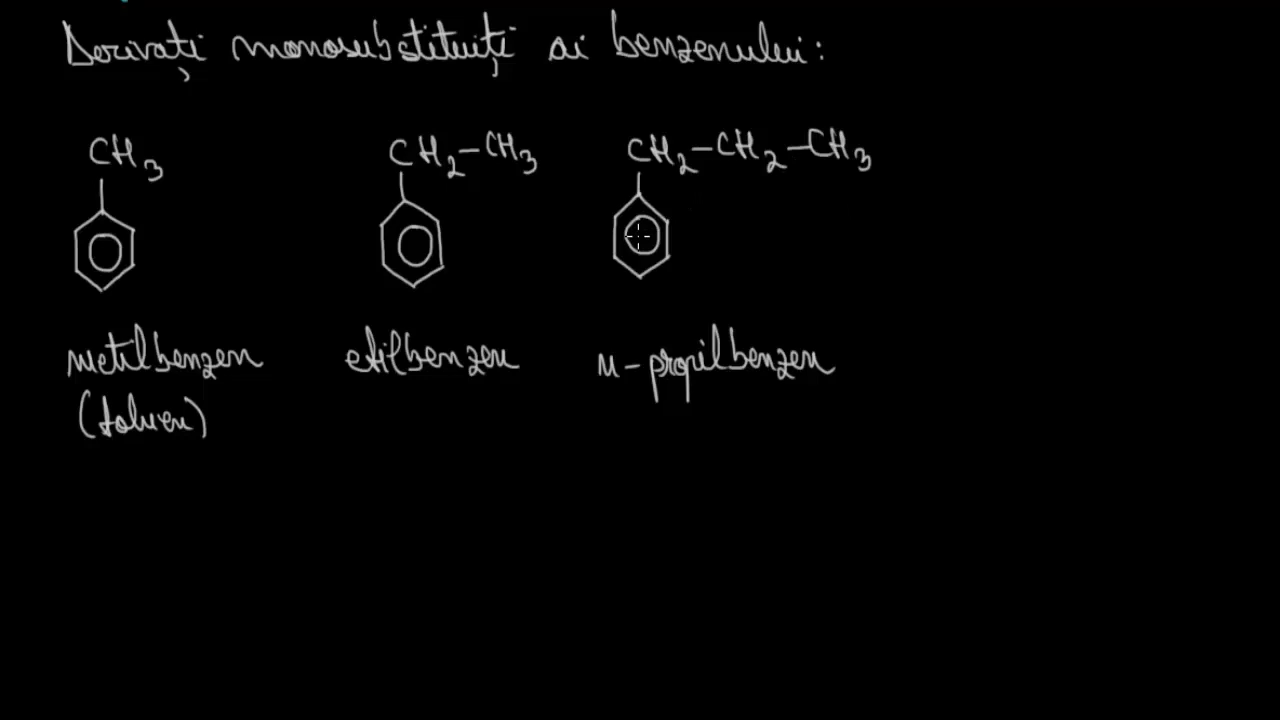 Derivați monosubstituiți ai benzenului:
CH3 CH2-CH3 CH2-CH2-CH3
metilbenzen etilbenzen n-propilbenzen
(toluen)